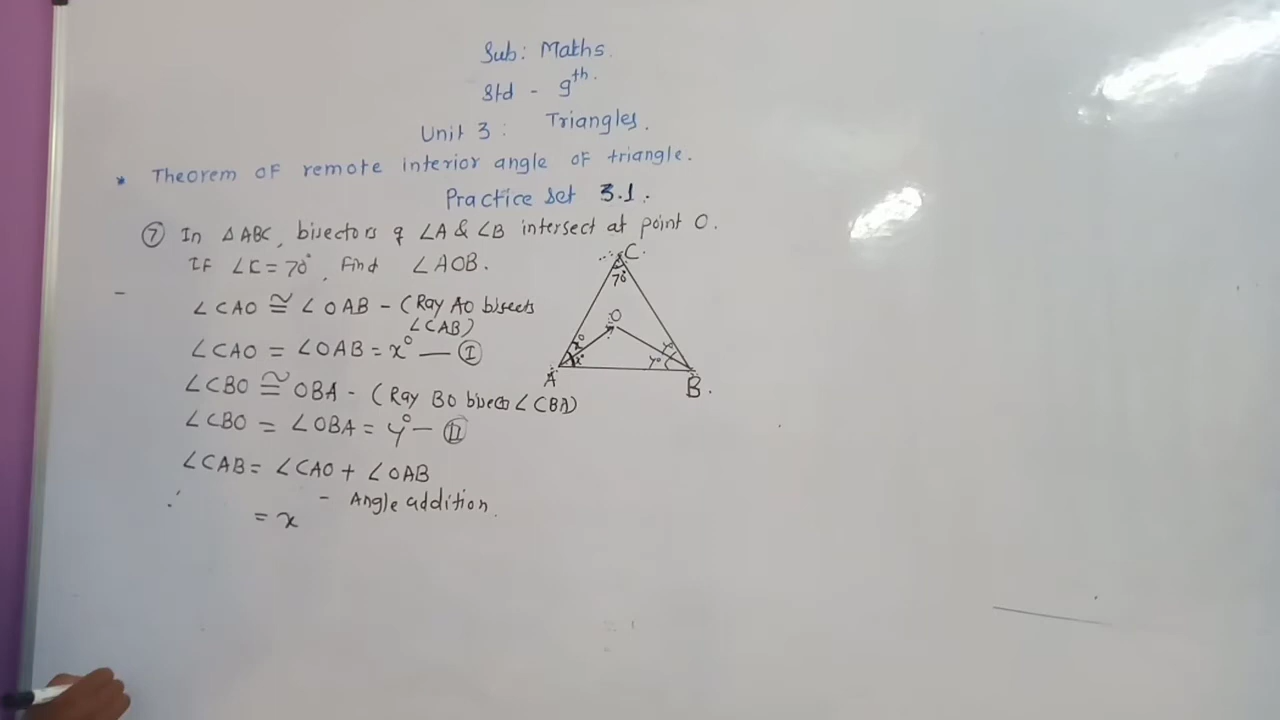 Sub: Maths.
Std - 9th.
Unit 3: Triangles.
* Theorem of remote interior angle of triangle.
Practice Set 3.1.
⑦ In △ABC, bisectors of ∠A & ∠B intersect at point O.
If ∠C = 70°, Find ∠AOB.
- ∠CAO ≅ ∠OAB - (Ray AO bisects
∠CAB)
∠CAO = ∠OAB = x° — Ⓘ
∠CBO ≅ OBA - (Ray BO bisects ∠CBA)
∠CBO = ∠OBA = y° — Ⓘⓘ
∠CAB = ∠CAO + ∠OAB
- Angle addition.
∴ = x
C
70°
O
x°
x°
y°
y°
A
B.